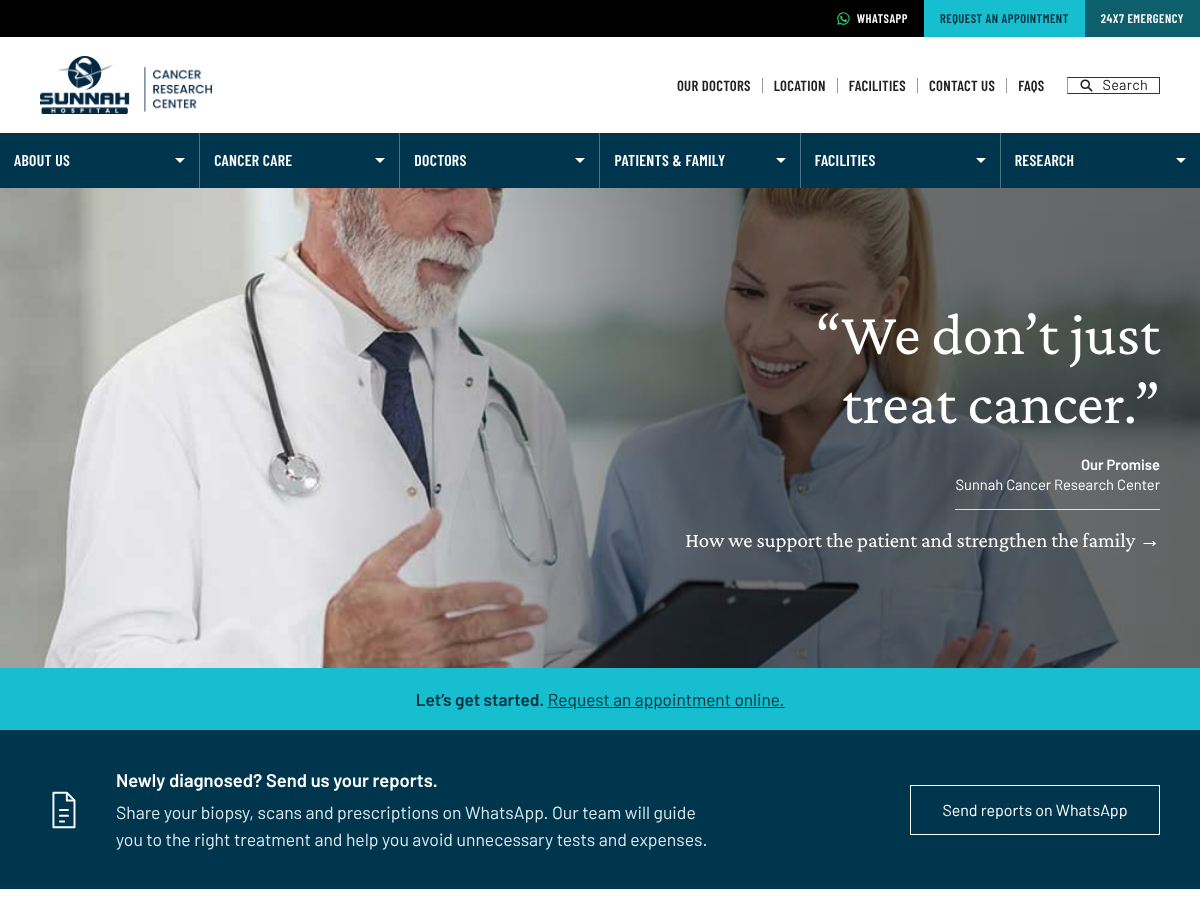 WHATSAPP
REQUEST AN APPOINTMENT
24X7 EMERGENCY
SUNNAH
HOSPITAL
CANCER
RESEARCH
CENTER
OUR DOCTORS
LOCATION
FACILITIES
CONTACT US
FAQS
Search
ABOUT US
CANCER CARE
DOCTORS
PATIENTS & FAMILY
FACILITIES
RESEARCH
“We don’t just
treat cancer.”
Our Promise
Sunnah Cancer Research Center
How we support the patient and strengthen the family →
Let’s get started. Request an appointment online.
Newly diagnosed? Send us your reports.
Share your biopsy, scans and prescriptions on WhatsApp. Our team will guide
you to the right treatment and help you avoid unnecessary tests and expenses.
Send reports on WhatsApp